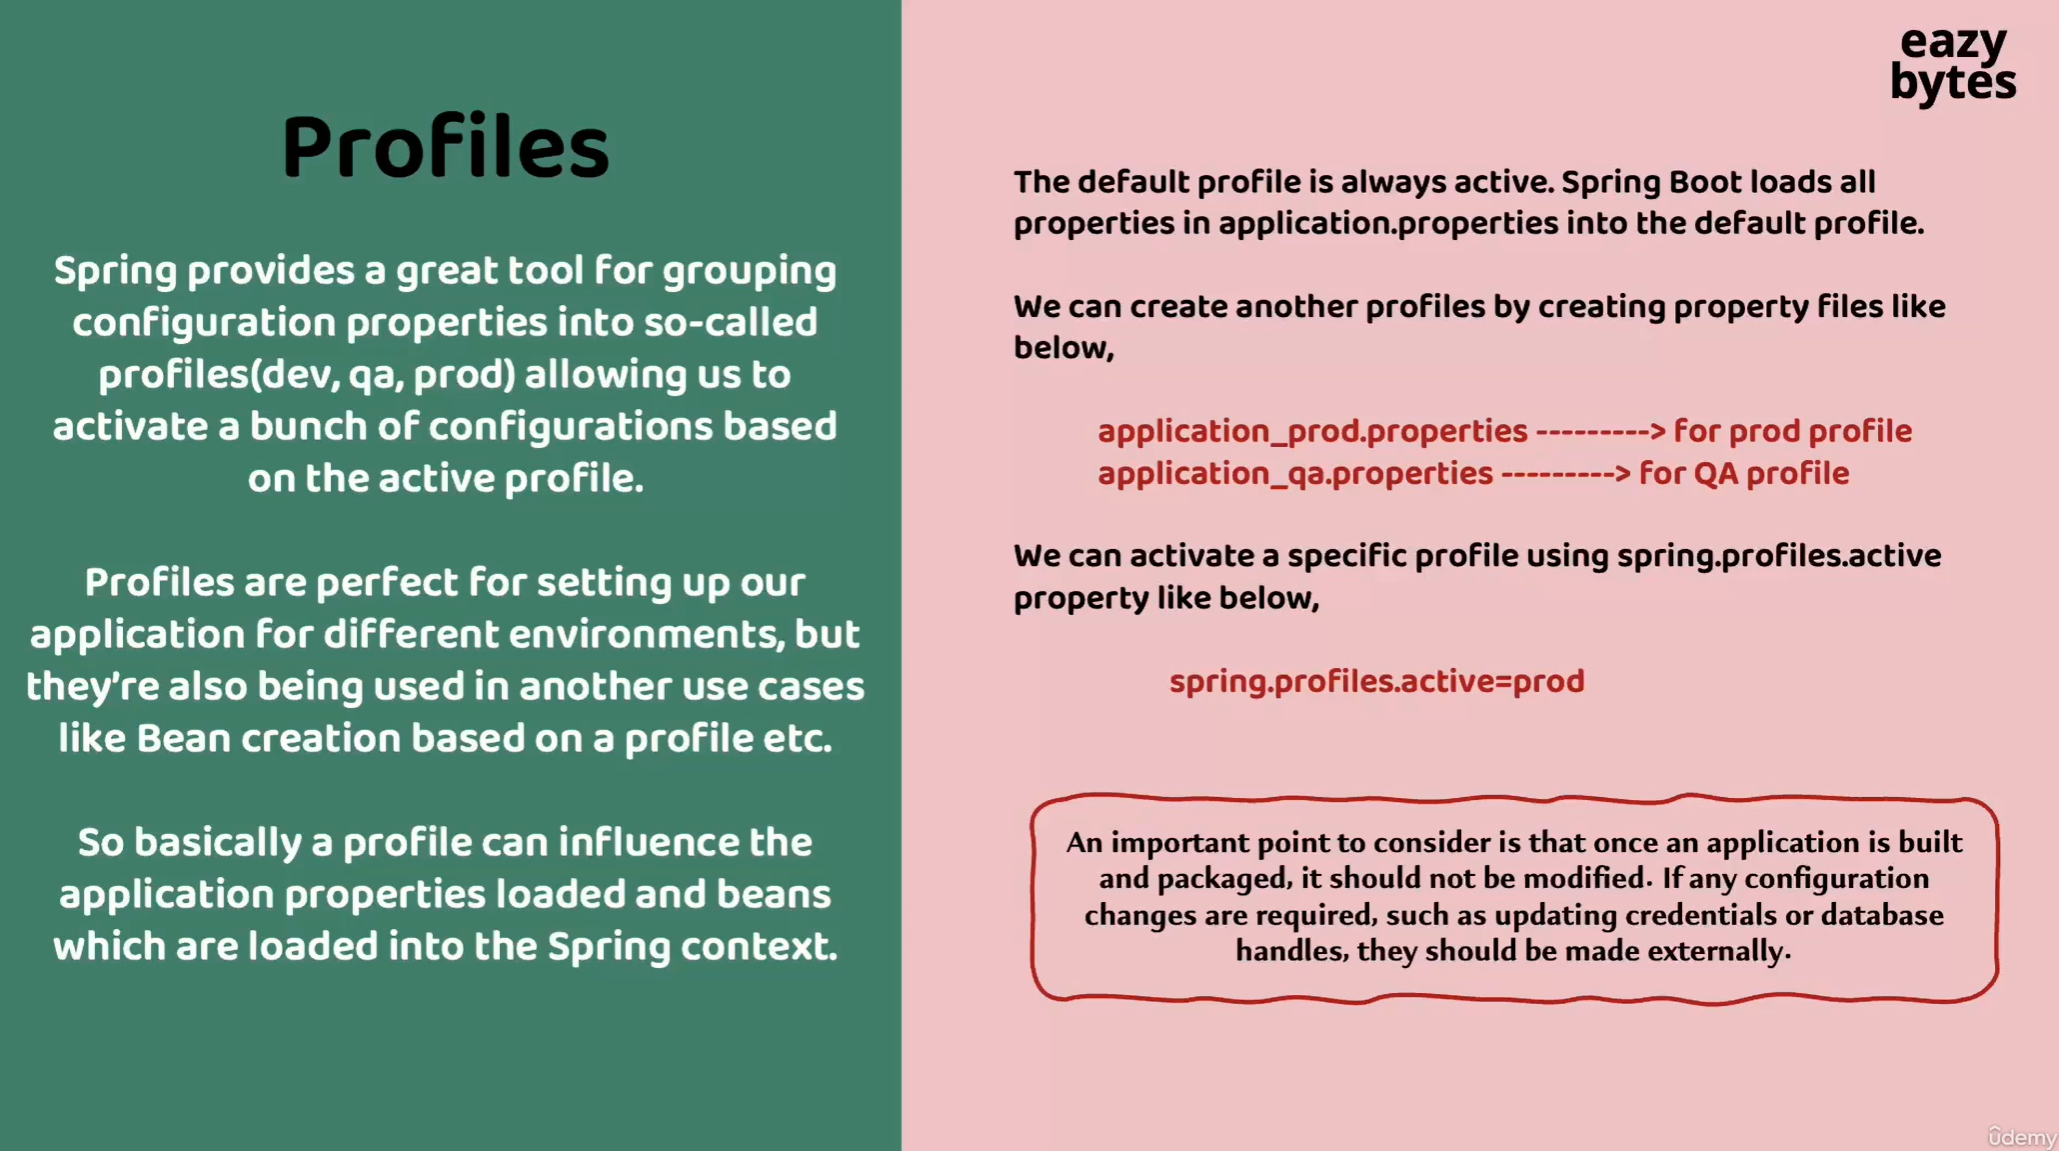 Profiles
Spring provides a great tool for grouping
configuration properties into so-called
profiles(dev, qa, prod) allowing us to
activate a bunch of configurations based
on the active profile.
Profiles are perfect for setting up our
application for different environments, but
they're also being used in another use cases
like Bean creation based on a profile etc.
So basically a profile can influence the
application properties loaded and beans
which are loaded into the Spring context.
eazy
bytes
The default profile is always active. Spring Boot loads all
properties in application.properties into the default profile.
We can create another profiles by creating property files like
below,
application_prod.properties ---------> for prod profile
application_qa.properties ---------> for QA profile
We can activate a specific profile using spring.profiles.active
property like below,
spring.profiles.active=prod
An important point to consider is that once an application is built
and packaged, it should not be modified. If any configuration
changes are required, such as updating credentials or database
handles, they should be made externally.
ûdemy